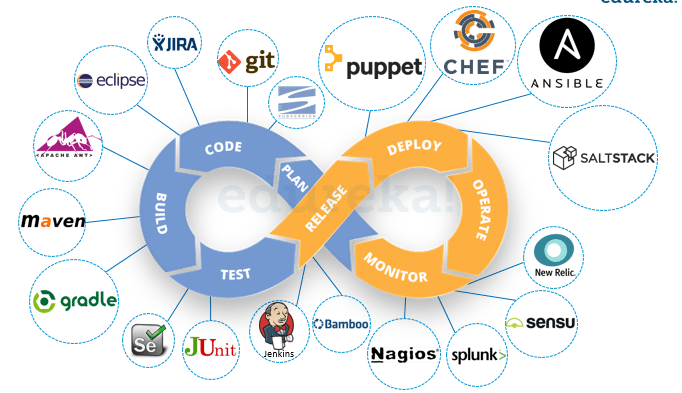 edureka!
JIRA
git
puppet
CHEF
ANSIBLE
eclipse
SUBVERSION
<APACHE ANT>
CODE
PLAN
DEPLOY
SALTSTACK
maven
BUILD
edureka!
RELEASE
OPERATE
TEST
MONITOR
New Relic.
gradle
Se
JUnit
Jenkins
Bamboo
Nagios®
splunk>
sensu